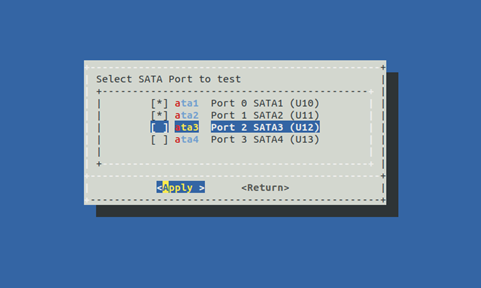 Select SATA Port to test
[*] ata1 Port 0 SATA1 (U10)
[*] ata2 Port 1 SATA2 (U11)
[ ] ata3 Port 2 SATA3 (U12)
[ ] ata4 Port 3 SATA4 (U13)
<Apply > <Return>